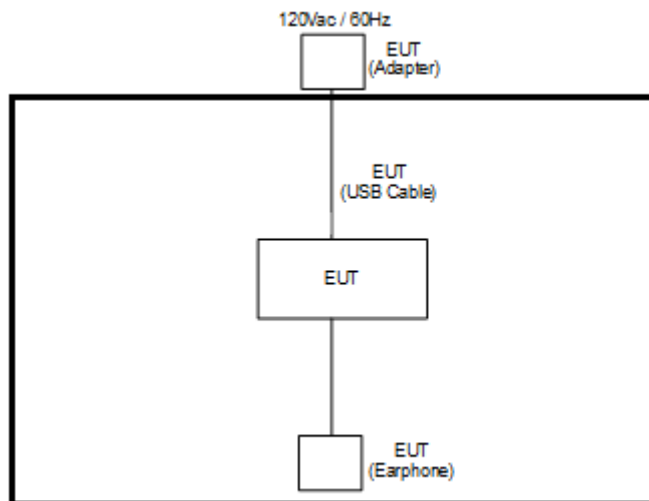 120Vac / 60Hz
EUT
(Adapter)
EUT
(USB Cable)
EUT
EUT
(Earphone)